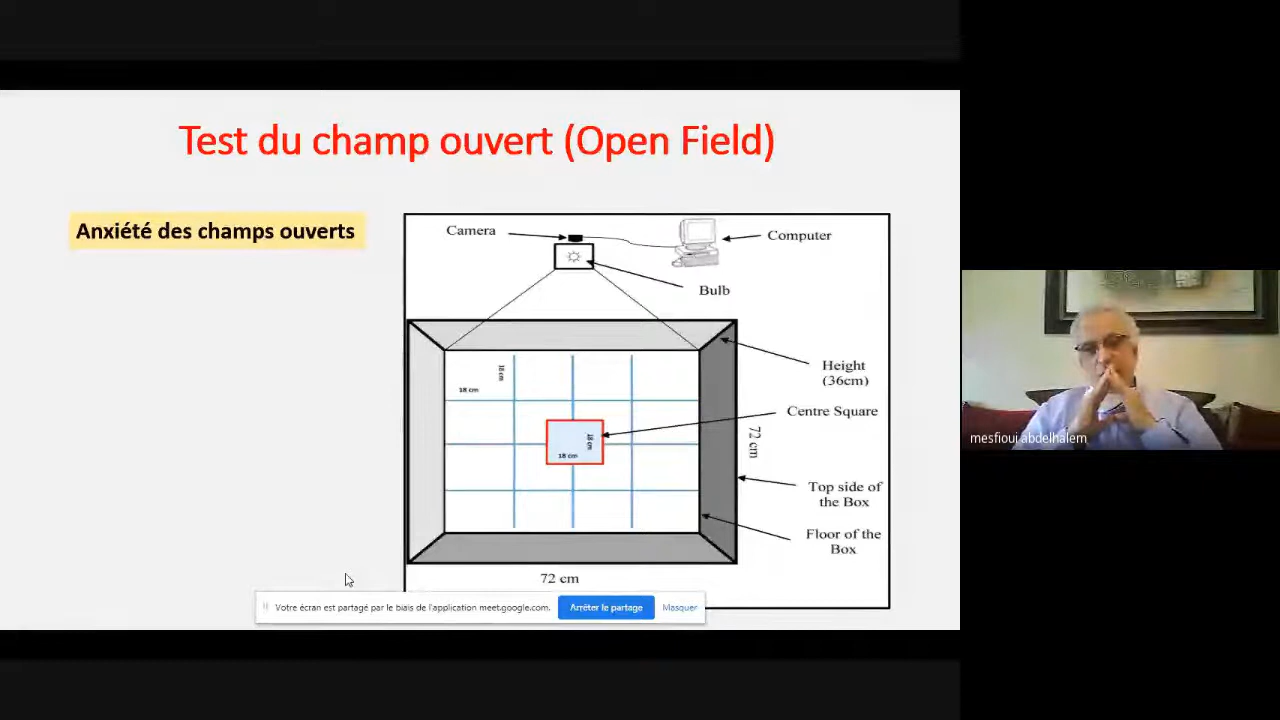 Test du champ ouvert (Open Field)
Anxiété des champs ouverts
Camera
Computer
Bulb
Height
(36cm)
18 cm
18 cm
Centre Square
18 cm
18 cm
72 cm
Top side of
the Box
Floor of the
Box
72 cm
Votre écran est partagé par le biais de l'application meet.google.com.
Arrêter le partage
Masquer
mesfioui abdelhalem